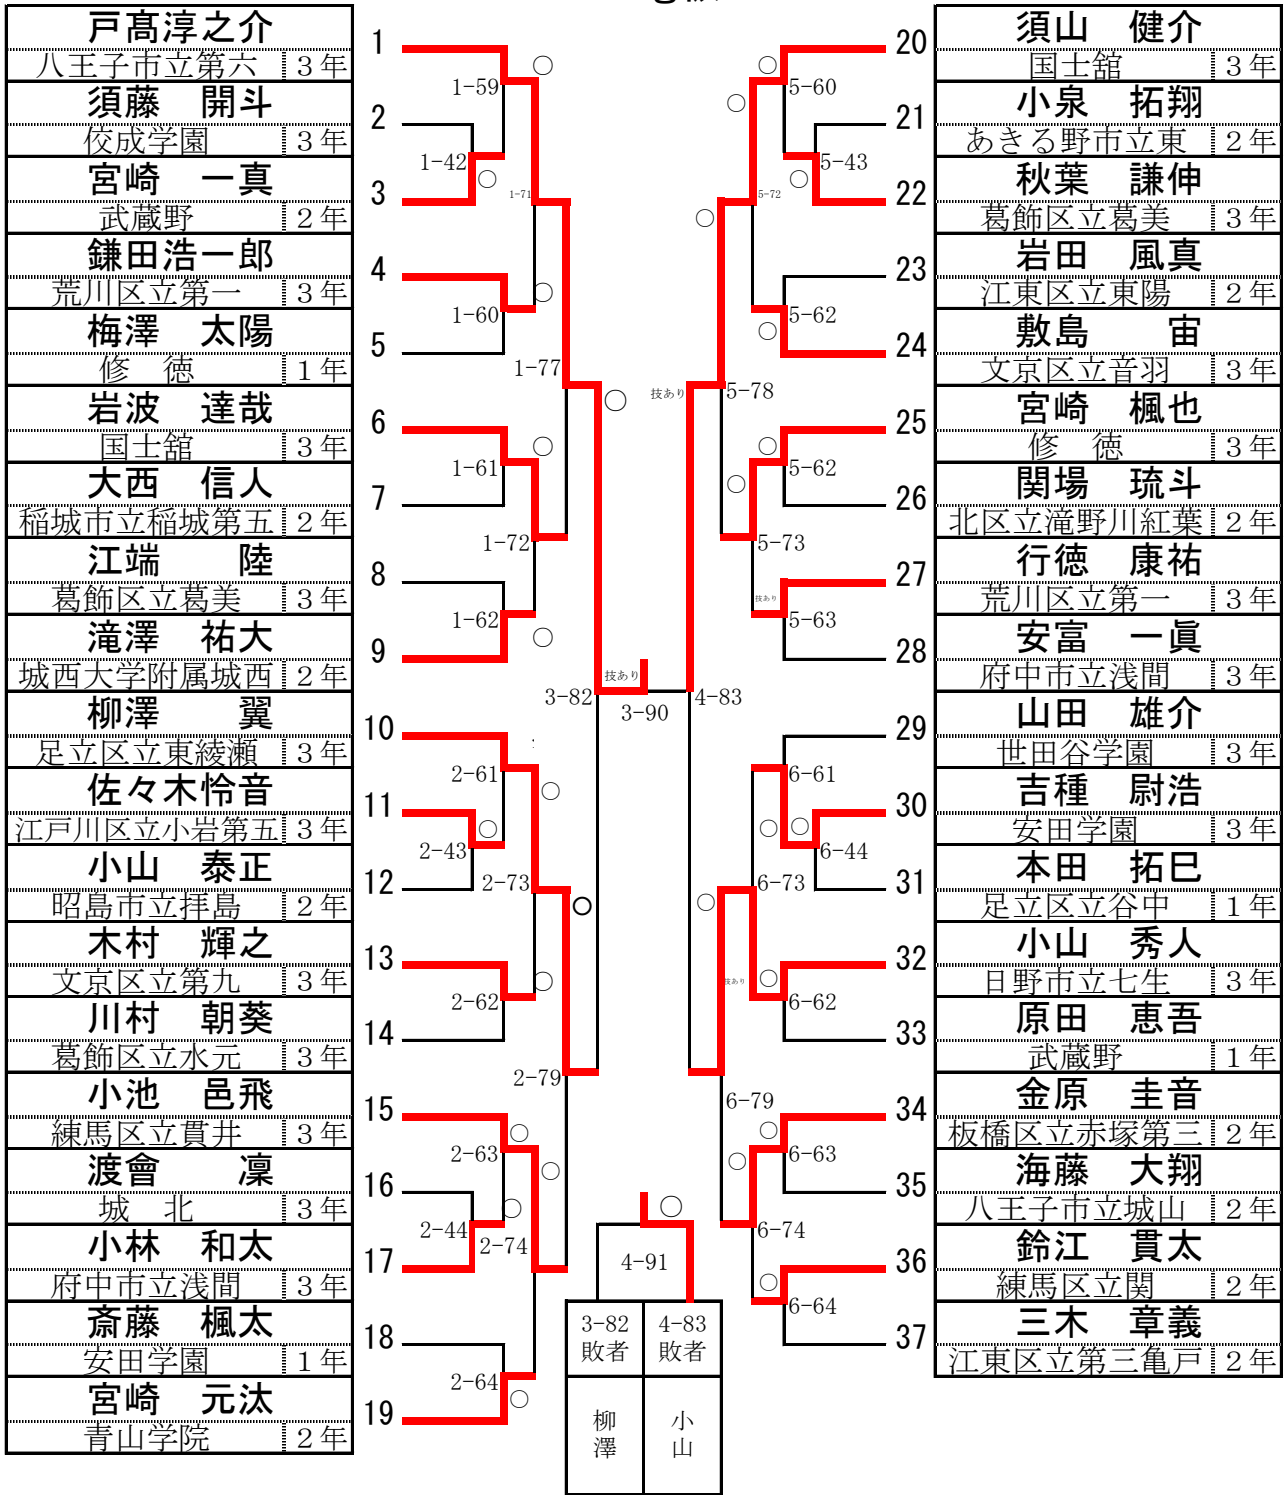 戸髙淳之介
八王子市立第六 3年
須藤 開斗
佼成学園 3年
宮崎 一真
武蔵野 2年
鎌田浩一郎
荒川区立第一 3年
梅澤 太陽
修 徳 1年
岩波 達哉
国士舘 3年
大西 信人
稲城市立稲城第五 2年
江端 陸
葛飾区立葛美 3年
滝澤 祐大
城西大学附属城西 2年
柳澤 翼
足立区立東綾瀬 3年
佐々木怜音
江戸川区立小岩第五 3年
小山 泰正
昭島市立拝島 2年
木村 輝之
文京区立第九 3年
川村 朝葵
葛飾区立水元 3年
小池 邑飛
練馬区立貫井 3年
渡會 凜
城 北 3年
小林 和太
府中市立浅間 3年
斎藤 楓太
安田学園 1年
宮崎 元汰
青山学院 2年
1
2
3
4
5
6
7
8
9
10
11
12
13
14
15
16
17
18
19
1-59
1-42
1-71
1-60
1-77
1-61
1-72
1-62
3-82
2-61
2-43
2-73
2-62
2-79
2-63
2-44
2-74
2-64
技あり
3-90
4-91
3-82
敗者
4-83
敗者
柳澤
小山
技あり
5-60
5-43
5-72
5-62
5-78
5-62
5-73
技あり
5-63
4-83
6-61
6-44
6-73
技あり
6-62
6-79
6-63
6-74
6-64
20
21
22
23
24
25
26
27
28
29
30
31
32
33
34
35
36
37
須山 健介
国士舘 3年
小泉 拓翔
あきる野市立東 2年
秋葉 謙伸
葛飾区立葛美 3年
岩田 風真
江東区立東陽 2年
敷島 宙
文京区立音羽 3年
宮崎 楓也
修 徳 3年
関場 琉斗
北区立滝野川紅葉 2年
行徳 康祐
荒川区立第一 3年
安富 一眞
府中市立浅間 3年
山田 雄介
世田谷学園 3年
吉種 尉浩
安田学園 3年
本田 拓巳
足立区立谷中 1年
小山 秀人
日野市立七生 3年
原田 恵吾
武蔵野 1年
金原 圭音
板橋区立赤塚第三 2年
海藤 大翔
八王子市立城山 2年
鈴江 貫太
練馬区立関 2年
三木 章義
江東区立第三亀戸 2年